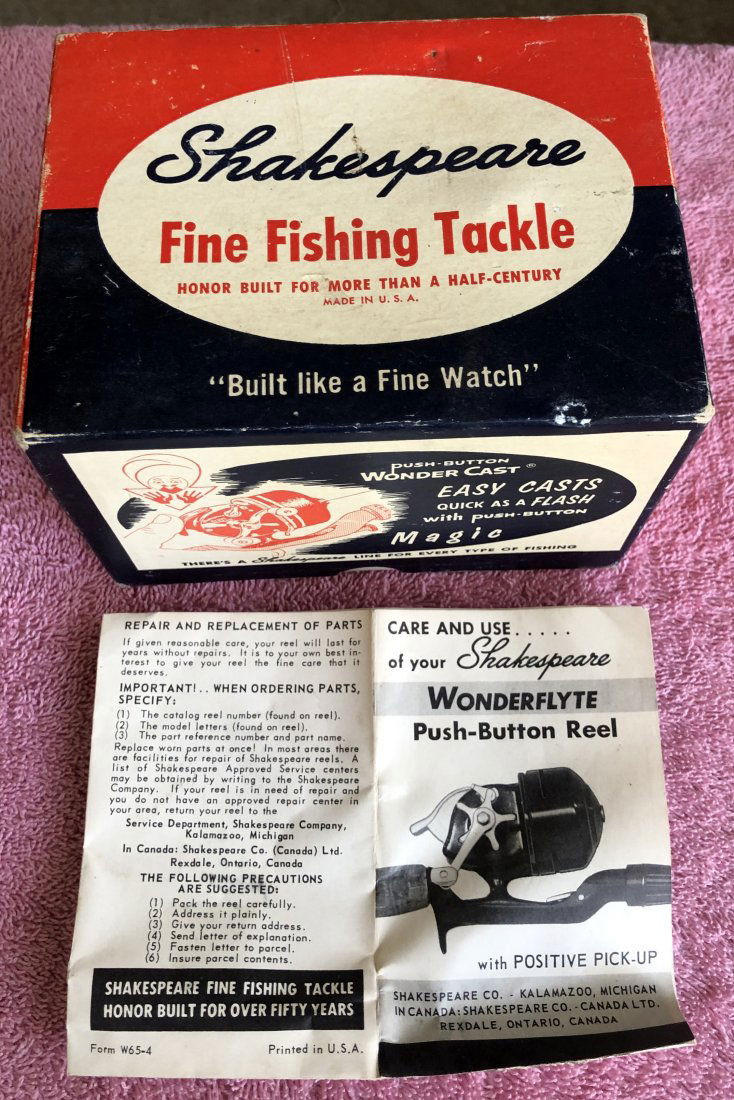 Shakespeare
Fine Fishing Tackle
HONOR BUILT FOR MORE THAN A HALF-CENTURY
MADE IN U. S. A.
"Built like a Fine Watch"
PUSH-BUTTON
WONDER CAST®
EASY CASTS
QUICK AS A FLASH
with PUSH-BUTTON
Magic
THERE'S A Shakespeare LINE FOR EVERY TYPE OF FISHING
REPAIR AND REPLACEMENT OF PARTS
If given reasonable care, your reel will last for
years without repairs. It is to your own best in-
terest to give your reel the fine care that it
deserves.
IMPORTANT!.. WHEN ORDERING PARTS,
SPECIFY:
(1) The catalog reel number (found on reel).
(2) The model letters (found on reel).
(3) The part reference number and part name.
Replace worn parts at once! In most areas there
are facilities for repair of Shakespeare reels. A
list of Shakespeare Approved Service centers
may be obtained by writing to the Shakespeare
Company. If your reel is in need of repair and
you do not have an approved repair center in
your area, return your reel to the
Service Department, Shakespeare Company,
Kalamazoo, Michigan
In Canada: Shakespeare Co. (Canada) Ltd.
Rexdale, Ontario, Canada
THE FOLLOWING PRECAUTIONS
ARE SUGGESTED:
(1) Pack the reel carefully.
(2) Address it plainly.
(3) Give your return address.
(4) Send letter of explanation.
(5) Fasten letter to parcel.
(6) Insure parcel contents.
SHAKESPEARE FINE FISHING TACKLE
HONOR BUILT FOR OVER FIFTY YEARS
Form W65-4 Printed in U.S.A.
CARE AND USE.....
of your Shakespeare
WONDERFLYTE
Push-Button Reel
with POSITIVE PICK-UP
SHAKESPEARE CO. - KALAMAZOO, MICHIGAN
IN CANADA: SHAKESPEARE CO. - CANADA LTD.
REXDALE, ONTARIO, CANADA